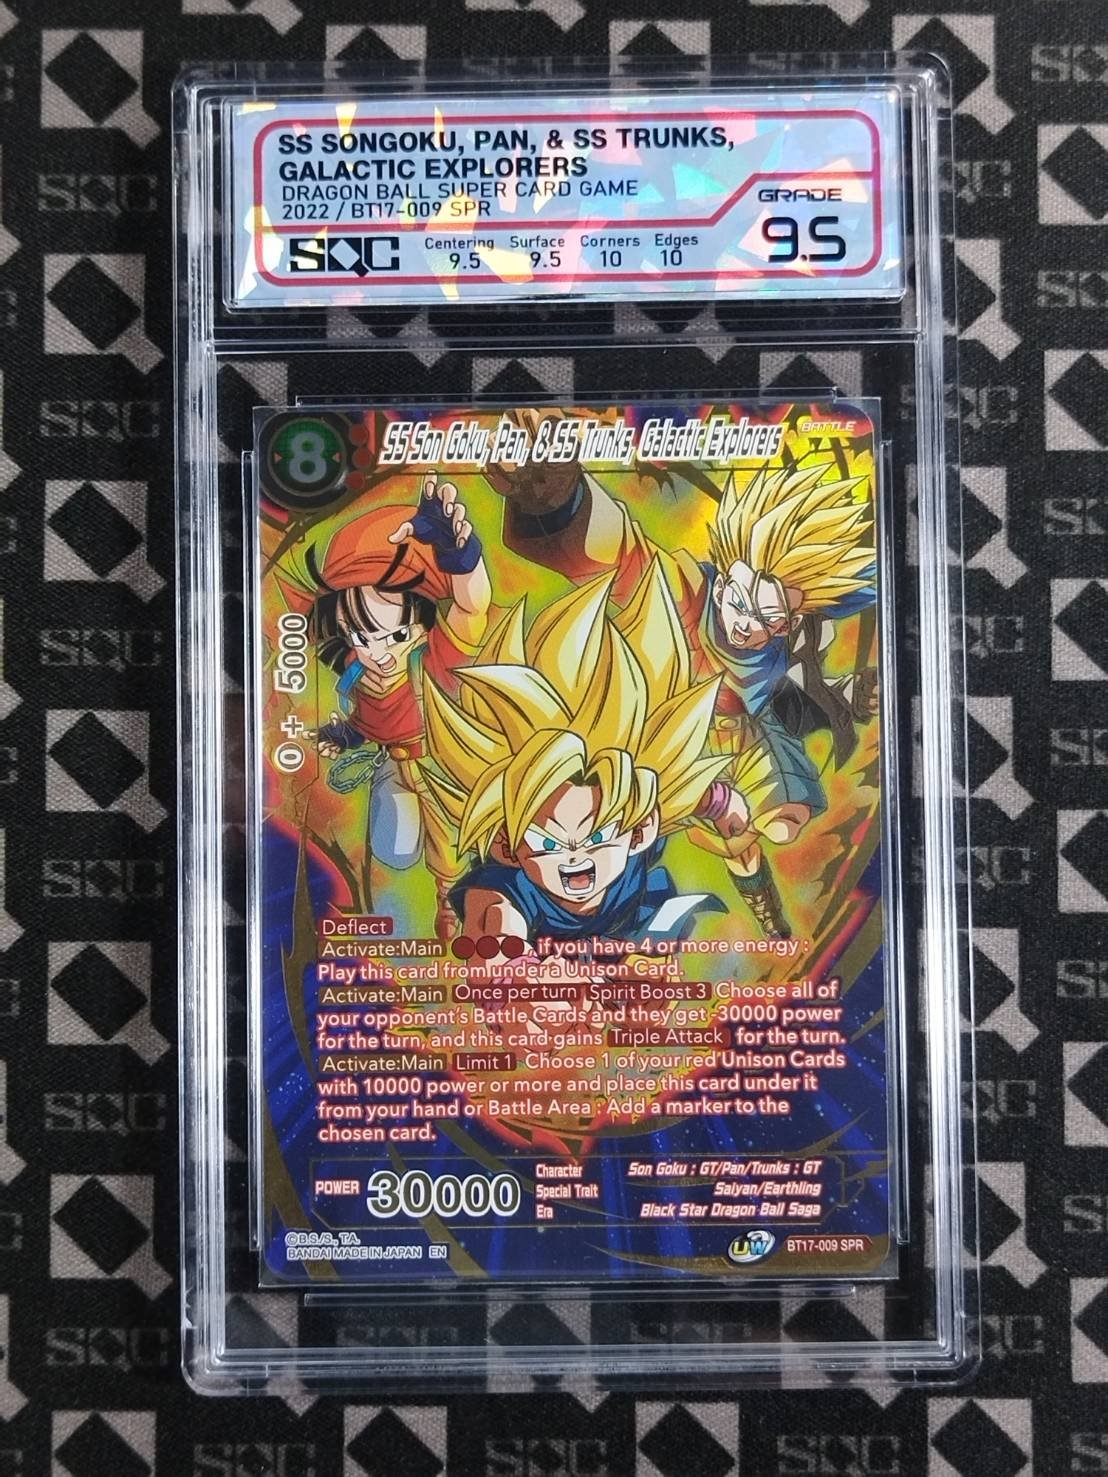 SS SONGOKU, PAN, & SS TRUNKS,
GALACTIC EXPLORERS
DRAGON BALL SUPER CARD GAME
2022 / BT17-009 SPR
GRADE
9.5
SQC
Centering Surface Corners Edges
9.5 9.5 10 10
8
SS Son Goku, Pan, & SS Trunks, Galactic Explorers
BATTLE
0 + 5000
Deflect
Activate:Main if you have 4 or more energy :
Play this card from under a Unison Card.
Activate:Main Once per turn Spirit Boost 3 Choose all of
your opponent's Battle Cards and they get -30000 power
for the turn, and this card gains Triple Attack for the turn.
Activate:Main Limit 1 Choose 1 of your red Unison Cards
with 10000 power or more and place this card under it
from your hand or Battle Area : Add a marker to the
chosen card.
POWER 30000
Character Son Goku : GT/Pan/Trunks : GT
Special Trait Saiyan/Earthling
Era Black Star Dragon Ball Saga
©B.S./S., T.A.
BANDAI MADE IN JAPAN EN
UW
BT17-009 SPR